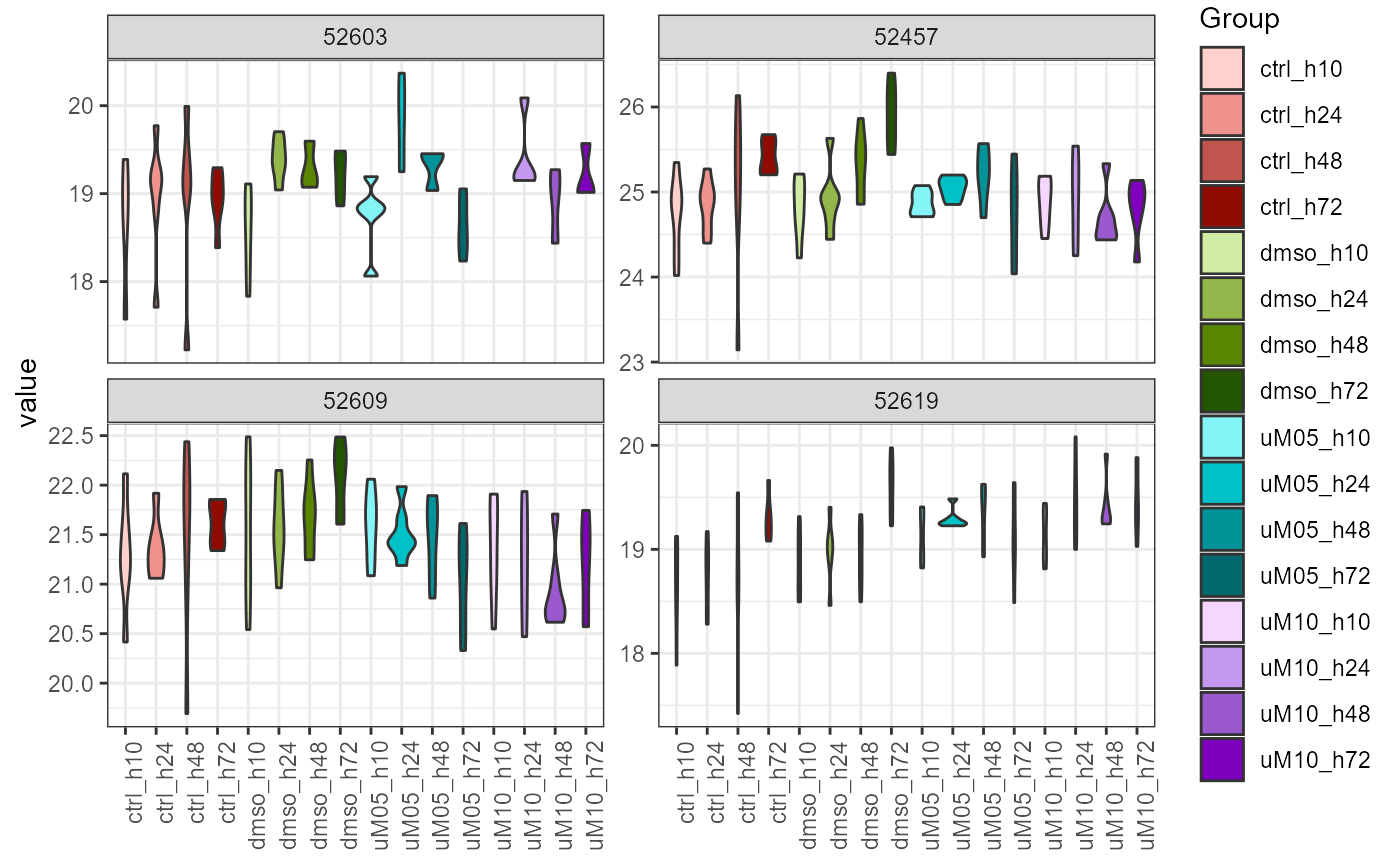 52603
52457
20
19
18
26
25
24
23
value
52609
52619
22.5
22.0
21.5
21.0
20.5
20.0
20
19
18
ctrl_h10
ctrl_h24
ctrl_h48
ctrl_h72
dmso_h10
dmso_h24
dmso_h48
dmso_h72
uM05_h10
uM05_h24
uM05_h48
uM05_h72
uM10_h10
uM10_h24
uM10_h48
uM10_h72
ctrl_h10
ctrl_h24
ctrl_h48
ctrl_h72
dmso_h10
dmso_h24
dmso_h48
dmso_h72
uM05_h10
uM05_h24
uM05_h48
uM05_h72
uM10_h10
uM10_h24
uM10_h48
uM10_h72
Group
ctrl_h10
ctrl_h24
ctrl_h48
ctrl_h72
dmso_h10
dmso_h24
dmso_h48
dmso_h72
uM05_h10
uM05_h24
uM05_h48
uM05_h72
uM10_h10
uM10_h24
uM10_h48
uM10_h72